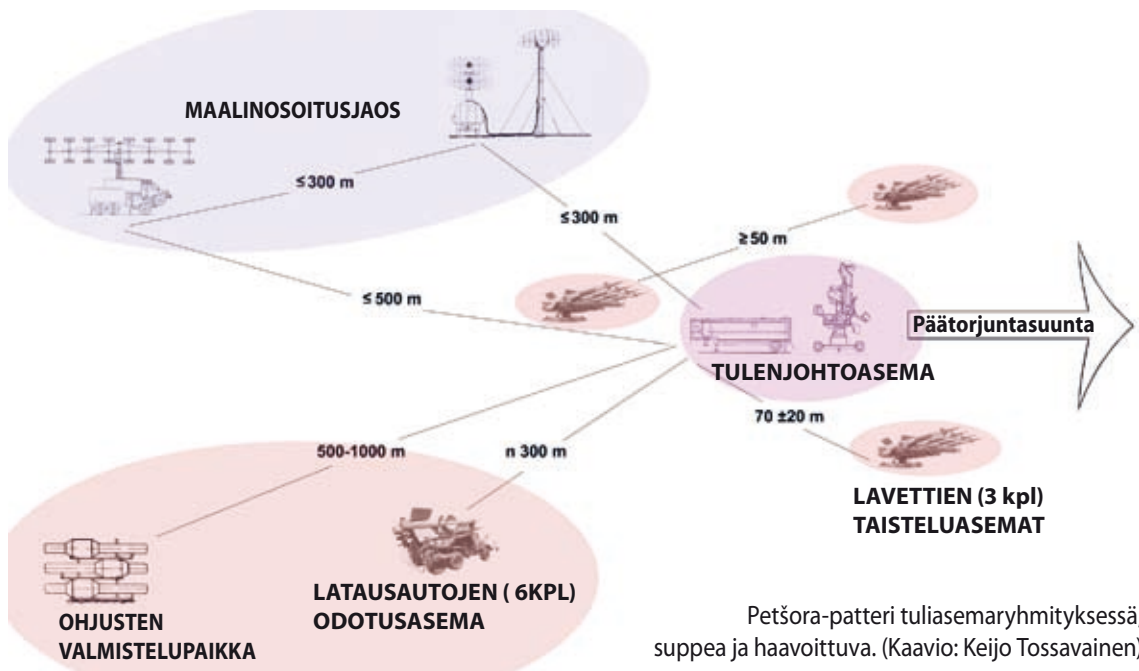 MAALINOSOITUSJAOS
≤300 m
≤300 m
≥50 m
≤500 m
Päätorjuntasuunta
TULENJOHTOASEMA
70 ±20 m
500-1000 m
n 300 m
LAVETTIEN (3 kpl)
TAISTELUASEMAT
LATAUSAUTOJEN ( 6KPL)
ODOTUSASEMA
OHJUSTEN
VALMISTELUPAIKKA
Petšora-patteri tuliasemaryhmityksessä,
suppea ja haavoittuva. (Kaavio: Keijo Tossavainen)